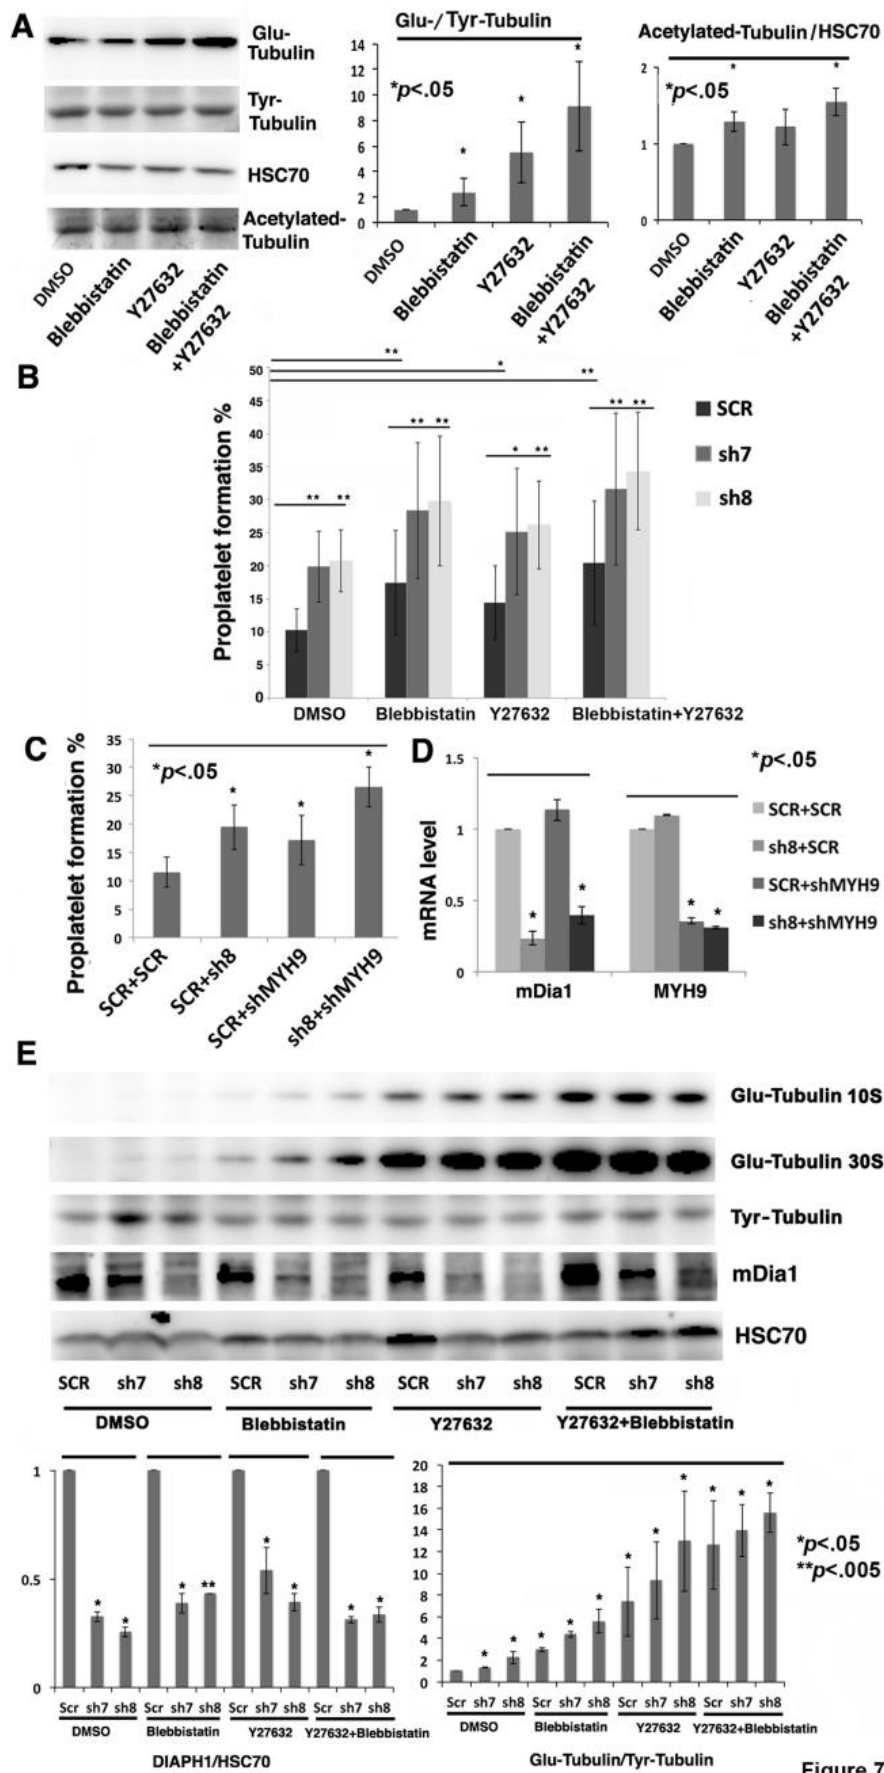 A
Glu-
Tubulin
Tyr-
Tubulin
HSC70
Acetylated-
Tubulin
DMSO
Blebbistatin
Y27632
Blebbistatin
+Y27632
Glu-/Tyr-Tubulin
*p<.05
14
12
10
8
6
4
2
0
*
*
*
DMSO
Blebbistatin
Y27632
Blebbistatin
+Y27632
Acetylated-Tubulin/HSC70
*p<.05
2
1
0
*
*
DMSO
Blebbistatin
Y27632
Blebbistatin
+Y27632
B
Proplatelet formation %
50
45
40
35
30
25
20
15
10
5
0
**
*
**
** **
** **
* **
** **
SCR
sh7
sh8
DMSO Blebbistatin Y27632 Blebbistatin+Y27632
C
Proplatelet formation %
35
30
25
20
15
10
5
0
*p<.05
*
*
*
SCR+SCR
SCR+sh8
SCR+shMYH9
sh8+shMYH9
D
mRNA level
1.5
1
0.5
0
*
*
*
*
mDia1 MYH9
*p<.05
SCR+SCR
sh8+SCR
SCR+shMYH9
sh8+shMYH9
E
Glu-Tubulin 10S
Glu-Tubulin 30S
Tyr-Tubulin
mDia1
HSC70
SCR sh7 sh8 SCR sh7 sh8 SCR sh7 sh8 SCR sh7 sh8
DMSO Blebbistatin Y27632 Y27632+Blebbistatin
1
0.5
0
* * * ** * * * *
Scr sh7 sh8 Scr sh7 sh8 Scr sh7 sh8 Scr sh7 sh8
DMSO Blebbistatin Y27632 Y27632+Blebbistatin
DIAPH1/HSC70
20
18
16
14
12
10
8
6
4
2
0
* * * * * * * * * * *
Scr sh7 sh8 Scr sh7 sh8 Scr sh7 sh8 Scr sh7 sh8
DMSO Blebbistatin Y27632 Y27632+Blebbistatin
Glu-Tubulin/Tyr-Tubulin
*p<.05
**p<.005
Figure 7